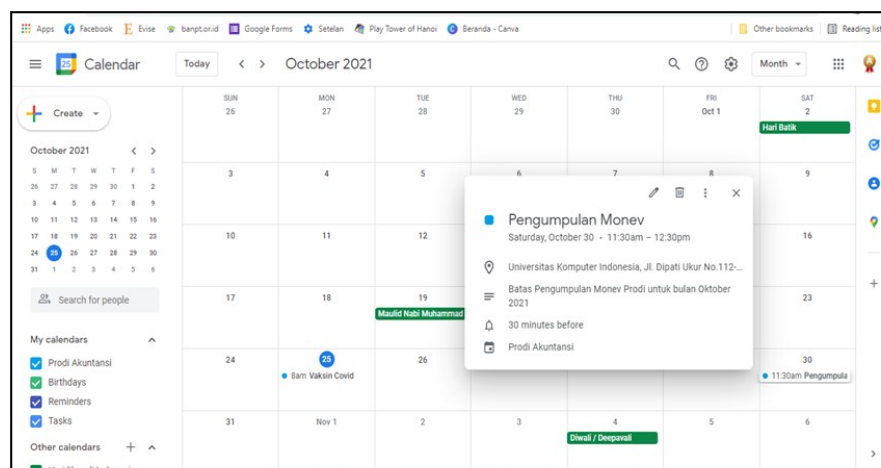 Apps Facebook Evise banpt.or.id Google Forms Setelan Play Tower of Hanoi Beranda - Canva Other bookmarks Reading list
25 Calendar Today October 2021 Month
Create
October 2021
S M T W T F S
26 27 28 29 30 1 2
3 4 5 6 7 8 9
10 11 12 13 14 15 16
17 18 19 20 21 22 23
24 25 26 27 28 29 30
31 1 2 3 4 5 6
Search for people
My calendars
Prodi Akuntansi
Birthdays
Reminders
Tasks
Other calendars
SUN MON TUE WED THU FRI SAT
26 27 28 29 30 Oct 1 2
Hari Batik
3 4 5 6 7 8 9
10 11 12 16
17 18 19 23
Maulid Nabi Muhammad
24 25 26 30
8am Vaksin Covid 11:30am Pengumpula
31 Nov 1 2 3 4 5 6
Diwali / Deepavali
Pengumpulan Monev
Saturday, October 30 · 11:30am – 12:30pm
Universitas Komputer Indonesia, Jl. Dipati Ukur No.112-...
Batas Pengumpulan Monev Prodi untuk bulan Oktober
2021
30 minutes before
Prodi Akuntansi